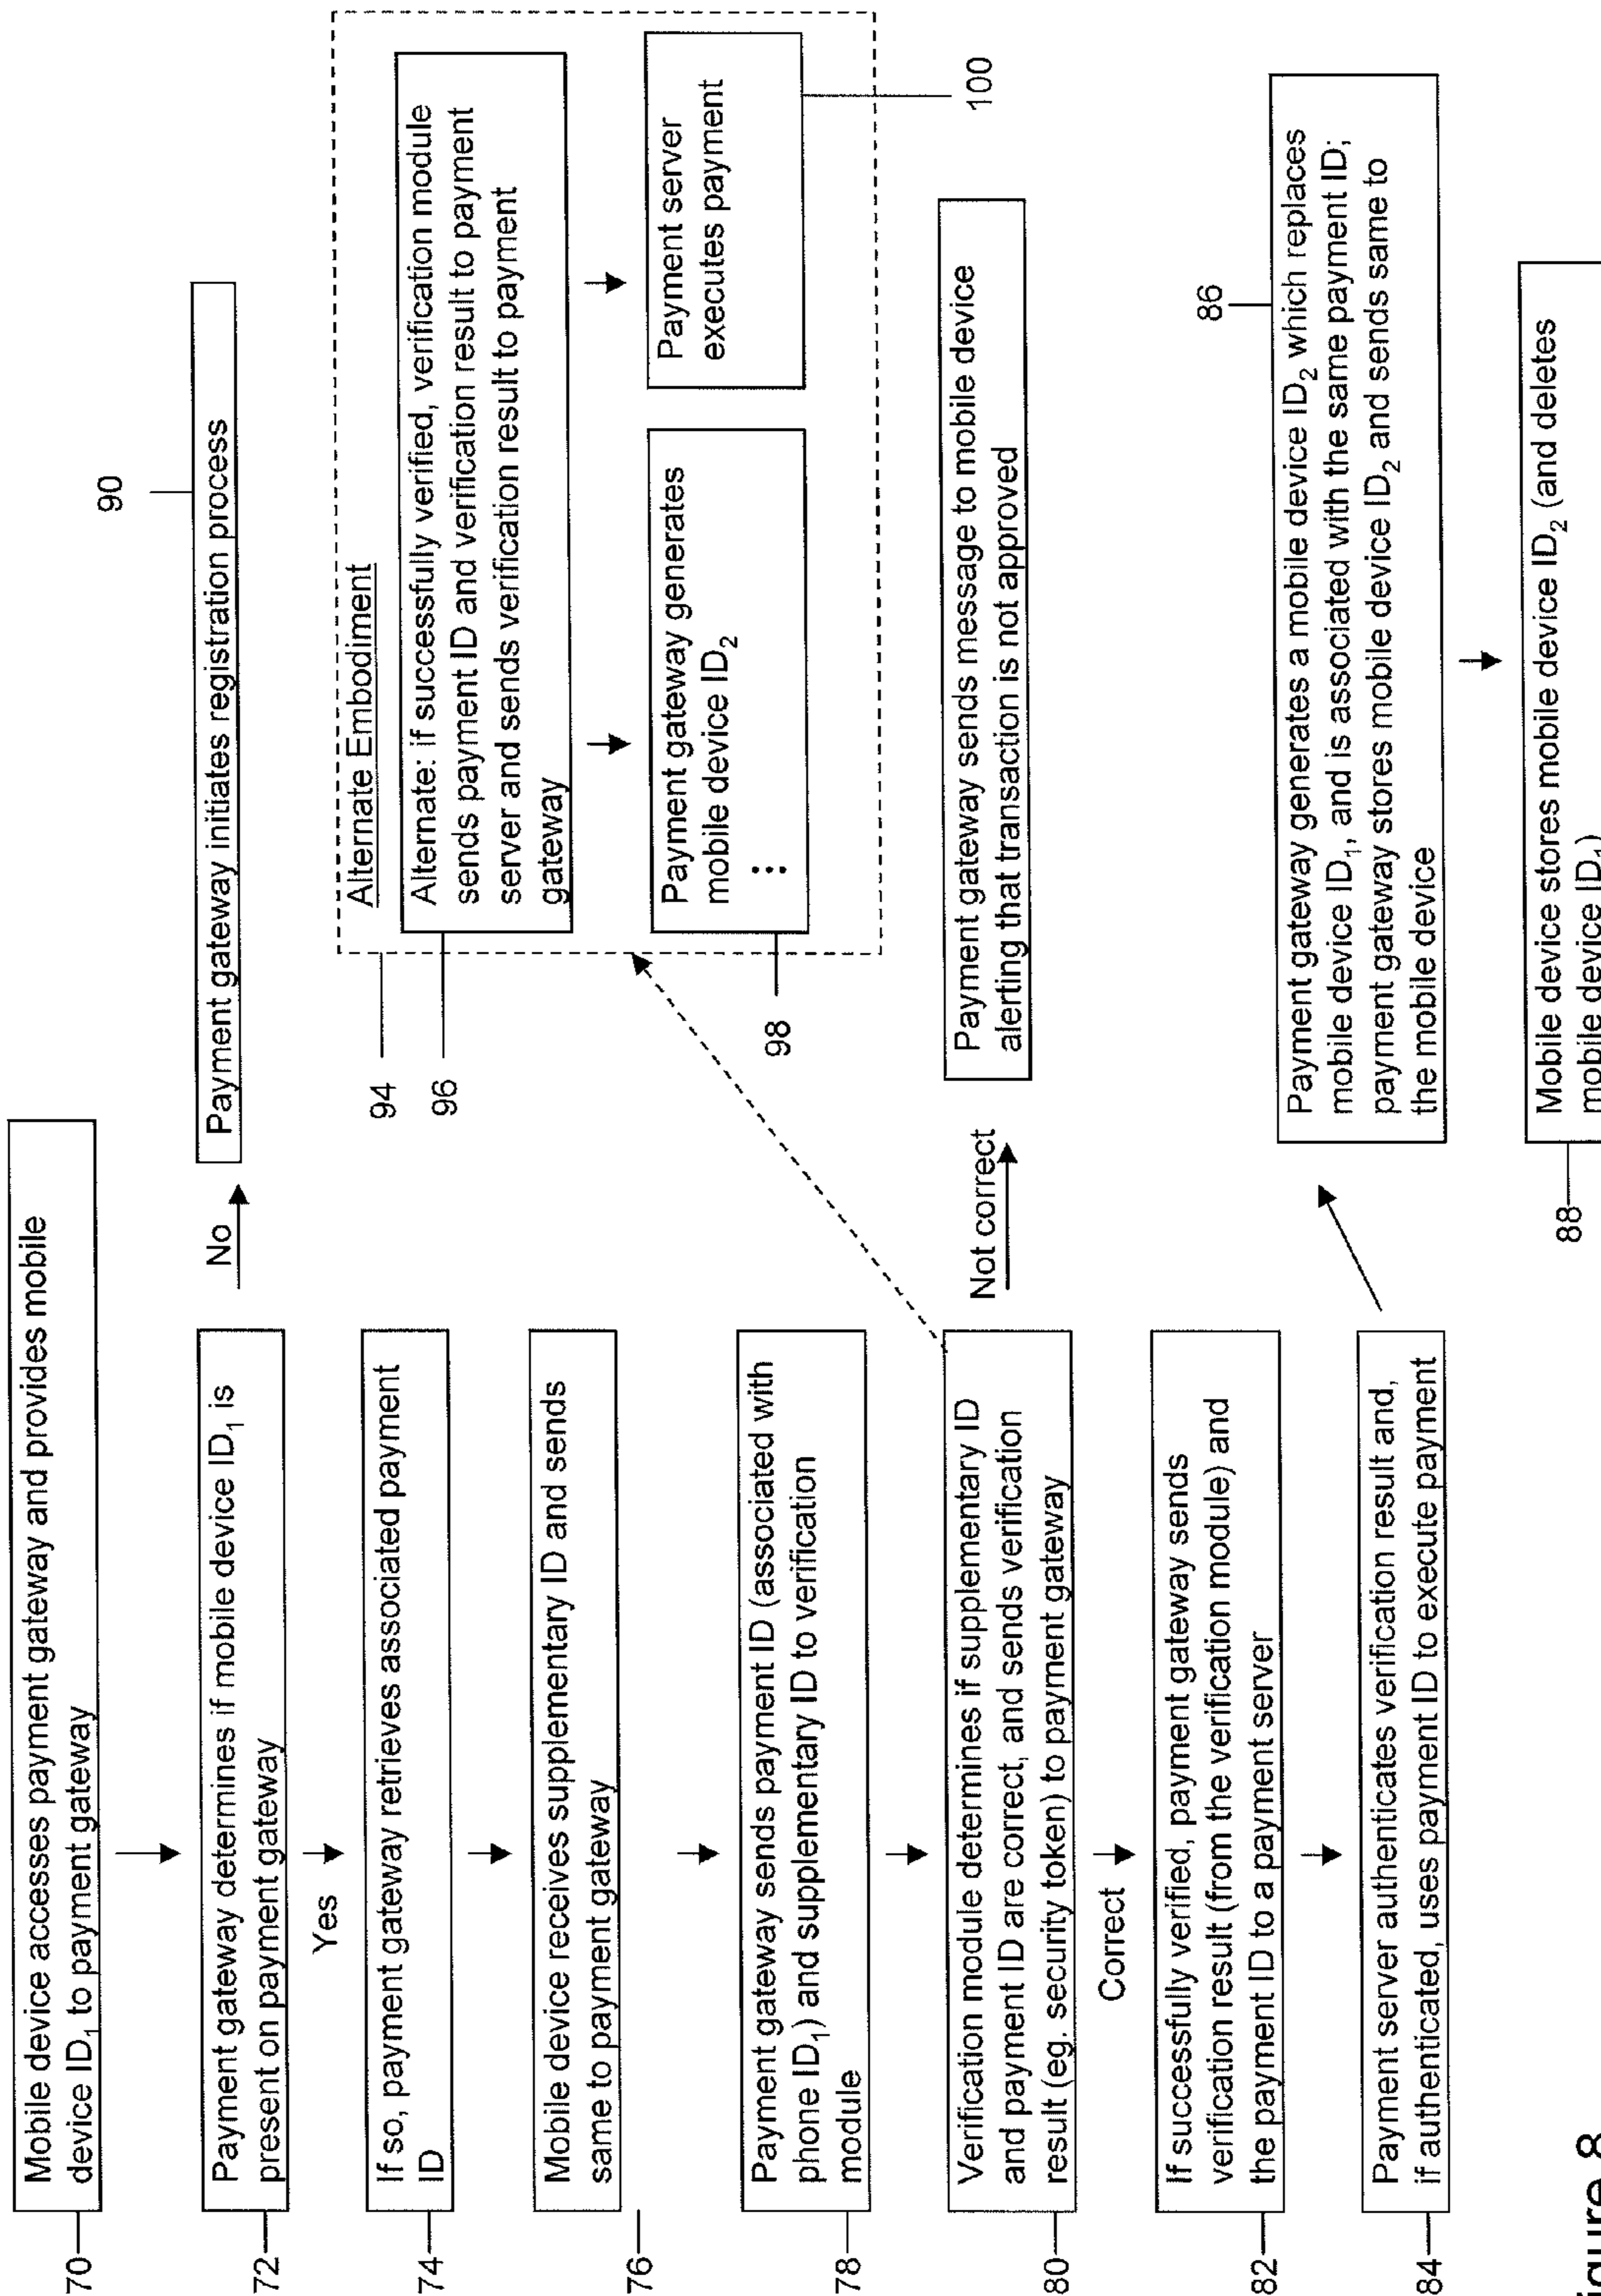 70
Mobile device accesses payment gateway and provides mobile
device ID₁ to payment gateway
72
Payment gateway determines if mobile device ID₁ is
present on payment gateway
No
90
Payment gateway initiates registration process
Yes
74
If so, payment gateway retrieves associated payment
ID
76
Mobile device receives supplementary ID and sends
same to payment gateway
78
Payment gateway sends payment ID (associated with
phone ID₁) and supplementary ID to verification
module
80
Verification module determines if supplementary ID
and payment ID are correct, and sends verification
result (eg. security token) to payment gateway
94
Alternate Embodiment
96
Alternate: if successfully verified, verification module
sends payment ID and verification result to payment
server and sends verification result to payment
gateway
98
Payment gateway generates
mobile device ID₂
⋮
Payment server
executes payment
100
Not correct
Payment gateway sends message to mobile device
alerting that transaction is not approved
Correct
82
If successfully verified, payment gateway sends
verification result (from the verification module) and
the payment ID to a payment server
84
Payment server authenticates verification result and,
if authenticated, uses payment ID to execute payment
86
Payment gateway generates a mobile device ID₂ which replaces
mobile device ID₁, and is associated with the same payment ID;
payment gateway stores mobile device ID₂ and sends same to
the mobile device
88
Mobile device stores mobile device ID₂ (and deletes
mobile device ID₁)
igure 8